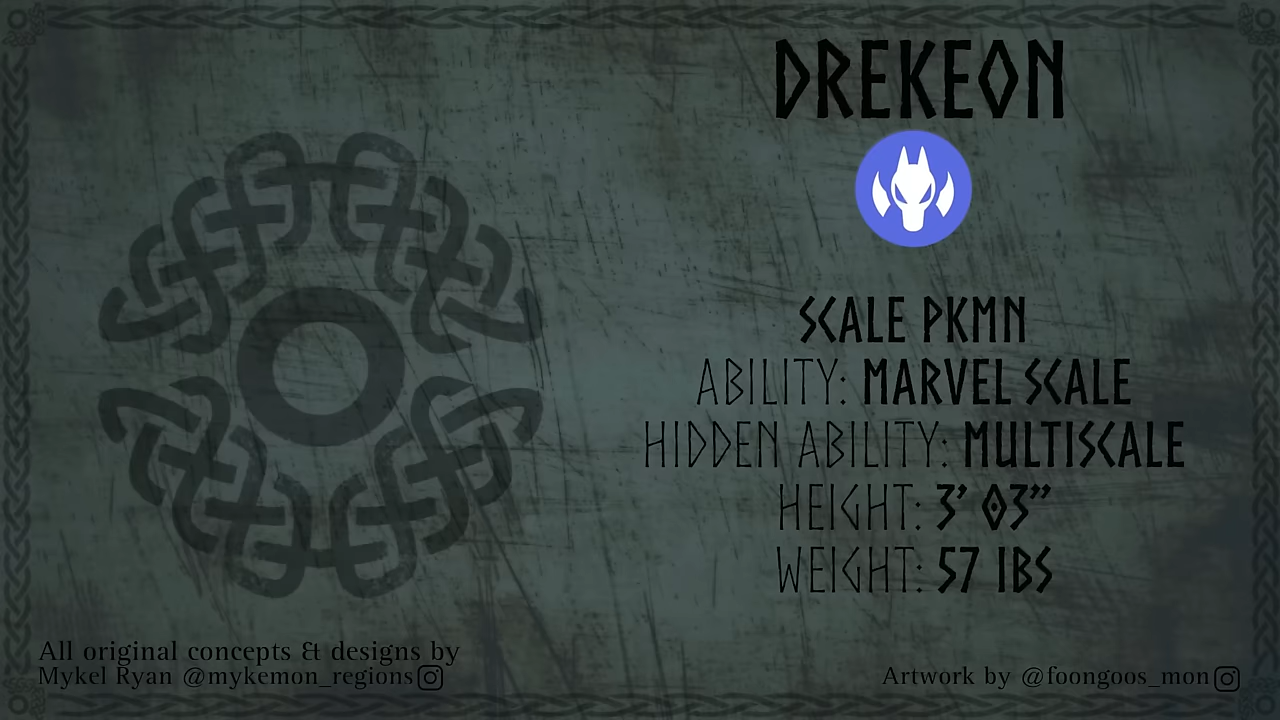 DREKEON
SCALE PKMN
ABILITY: MARVEL SCALE
HIDDEN ABILITY: MULTISCALE
HEIGHT: 3' 03"
WEIGHT: 57 lBS
All original concepts & designs by
Mykel Ryan @mykemon_regions
Artwork by @foongoos_mon